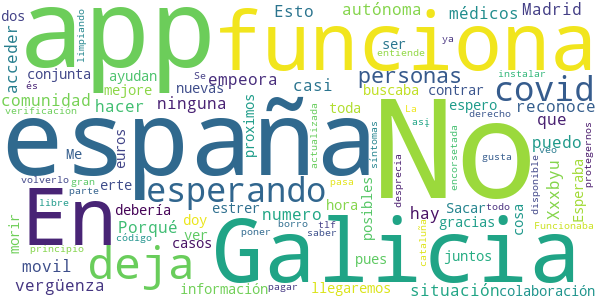 dos
limpiando
app
funciona
Esto
autónoma
médicos
Madrid
acceder
conjunta
ayudan
empeora
casi
ser
entiende
ya
instalar
Se
és
mejore
nuevas
buscaba
contrar
personas
covid
comunidad
hacer
ninguna
proximos
toda
espero
reconoce
verificación
Me
euros
actualizada
La
así
derecho
protegernos
españa
No
síntomas
encorsetada
puedo
que
veo
En
esperando
posibles
hay
Xxxbyu
disponible
gusta
volverlo
gran
parte
erte
debería
estrer
numero
hora
desprecia
Sacar
todo
Esperaba
morir
libre
Porqué
doy
Galicia
gracias
cosa
Funcionaba
deja
ver
casos
poner
borro
tlf
saber
pues
juntos
cataluña
pasa
movil
código
principio
vergüenza
información
pagar
llegaremos
situación
colaboración